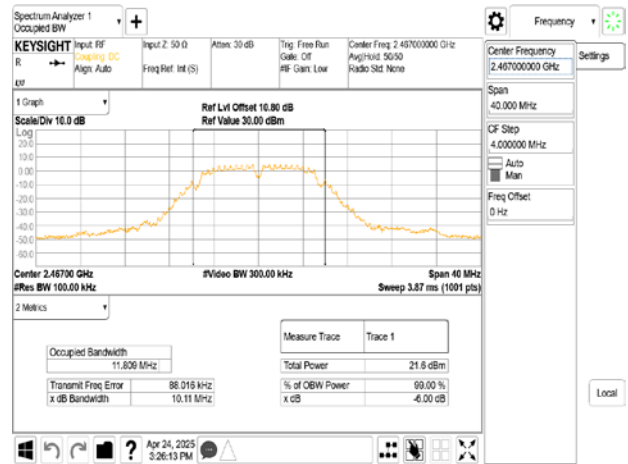 Spectrum Analyzer 1
Occupied BW
Frequency
KEYSIGHT
R
Input: RF
Coupling: DC
Align: Auto
Input Z: 50 Ω
Freq Ref: Int (S)
Atten: 30 dB
Trig: Free Run
Gate: Off
#IF Gain: Low
Center Freq: 2.467000000 GHz
Avg|Hold: 50/50
Radio Std: None
Center Frequency
2.467000000 GHz
Settings
Span
40.000 MHz
CF Step
4.000000 MHz
Auto
Man
Freq Offset
0 Hz
Local
1 Graph
Scale/Div 10.0 dB
Ref Lvl Offset 10.80 dB
Ref Value 30.00 dBm
Log
20.0
10.0
0.00
-10.0
-20.0
-30.0
-40.0
-50.0
-60.0
Center 2.46700 GHz
#Res BW 100.00 kHz
#Video BW 300.00 kHz
Span 40 MHz
Sweep 3.87 ms (1001 pts)
2 Metrics
Measure Trace
Trace 1
Occupied Bandwidth
11.809 MHz
Total Power
21.6 dBm
Transmit Freq Error
88.016 kHz
% of OBW Power
99.00 %
x dB Bandwidth
10.11 MHz
x dB
-6.00 dB
?
Apr 24, 2025
3:26:13 PM